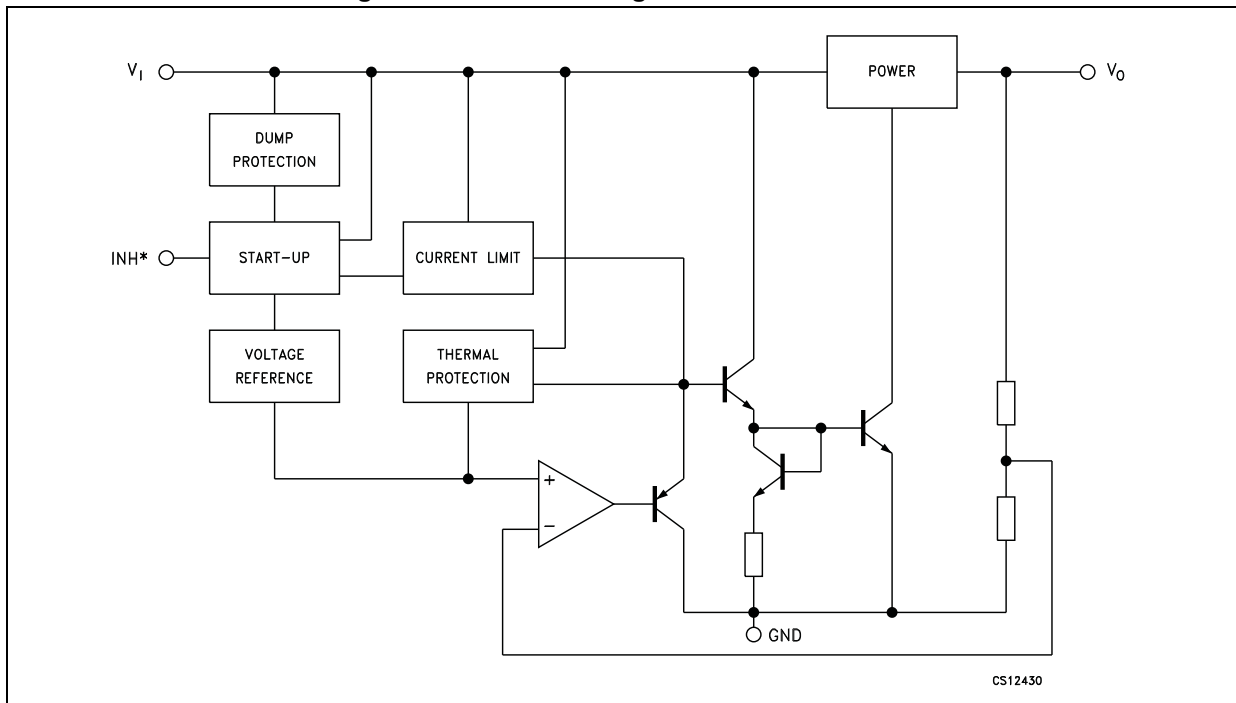 V_I
POWER
V_O
DUMP
PROTECTION
INH*
START-UP
CURRENT LIMIT
VOLTAGE
REFERENCE
THERMAL
PROTECTION
+
−
GND
CS12430